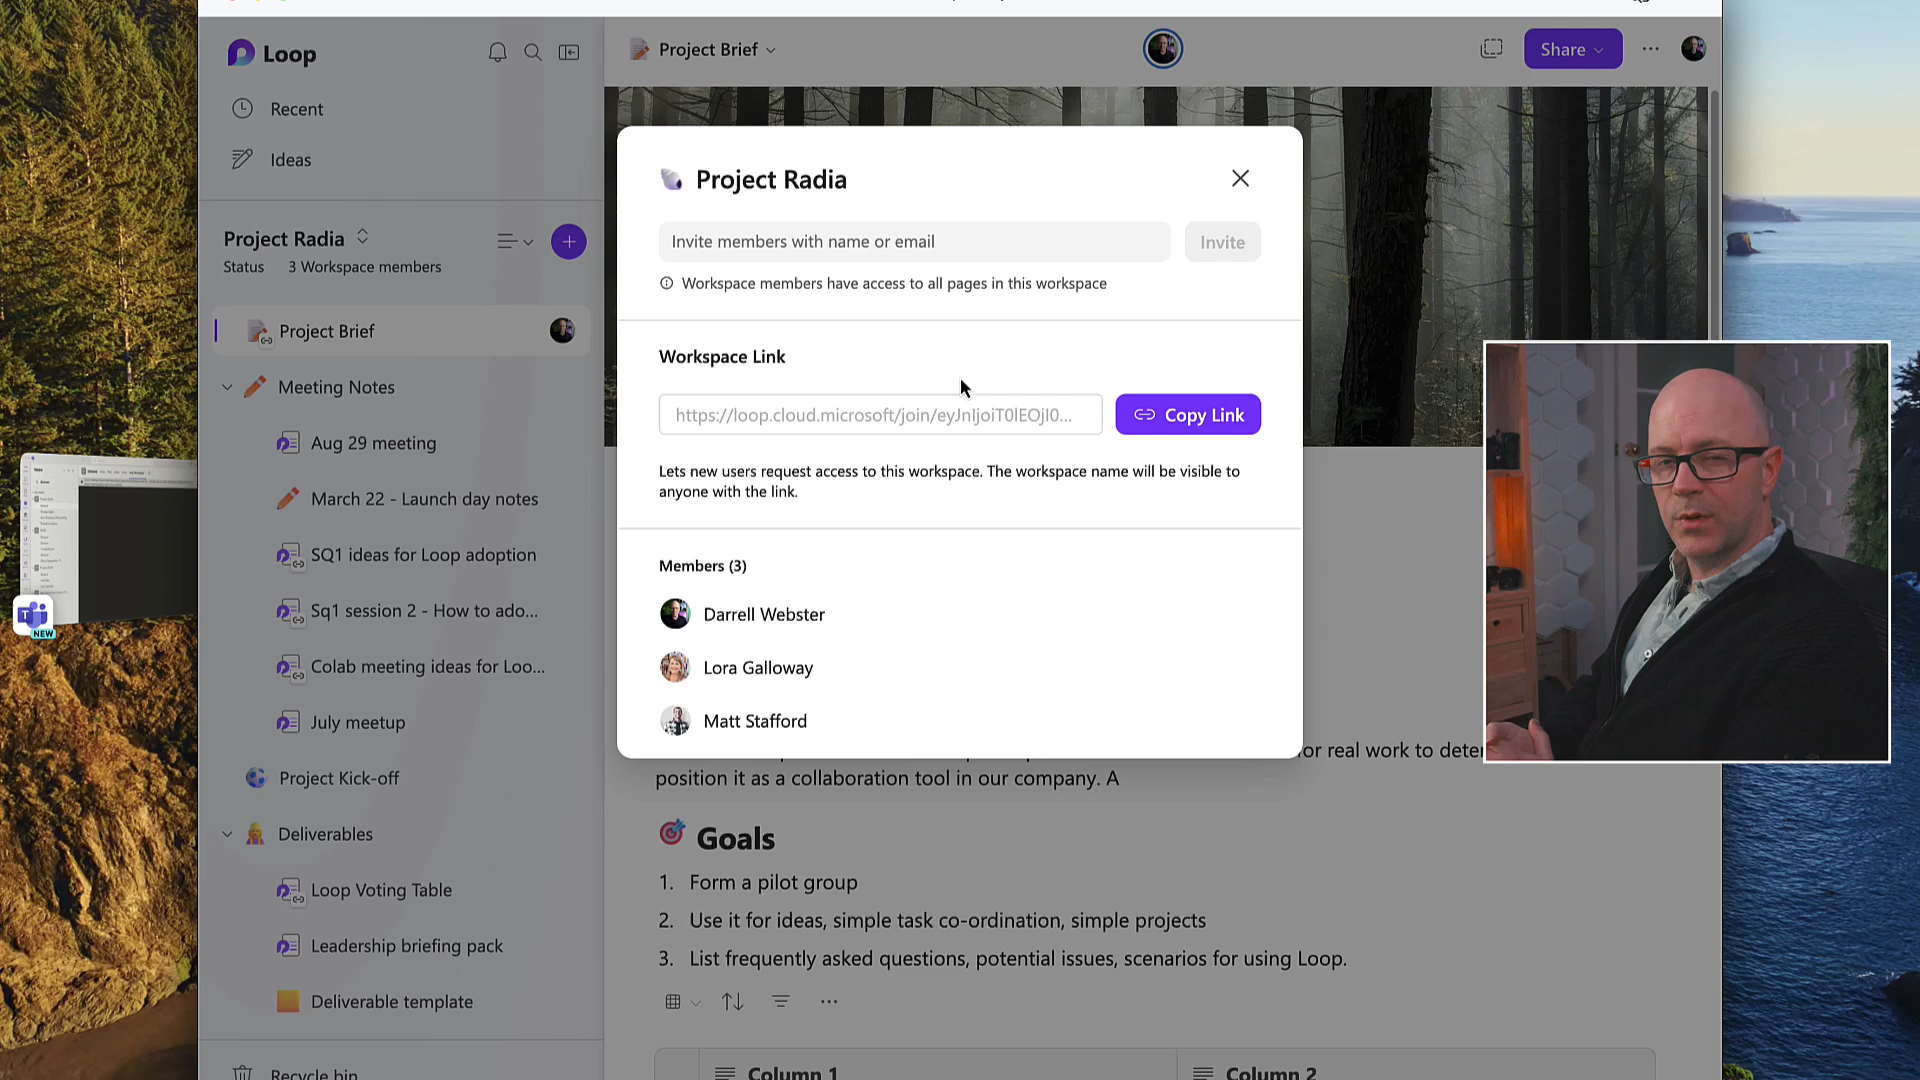 Loop
Recent
Ideas
Project Radia
Status 3 Workspace members
Project Brief
Meeting Notes
Aug 29 meeting
March 22 - Launch day notes
SQ1 ideas for Loop adoption
Sq1 session 2 - How to ado...
Colab meeting ideas for Loo...
July meetup
Project Kick-off
Deliverables
Loop Voting Table
Leadership briefing pack
Deliverable template
Recycle bin
Project Brief
Share
Project Radia
Invite members with name or email
Invite
Workspace members have access to all pages in this workspace
Workspace Link
https://loop.cloud.microsoft/join/eyJnIjoiT0lEOjI0...
Copy Link
Lets new users request access to this workspace. The workspace name will be visible to
anyone with the link.
Members (3)
Darrell Webster
Lora Galloway
Matt Stafford
or real work to deter
position it as a collaboration tool in our company. A
Goals
1. Form a pilot group
2. Use it for ideas, simple task co-ordination, simple projects
3. List frequently asked questions, potential issues, scenarios for using Loop.
Column 1
Column 2
T
NEW